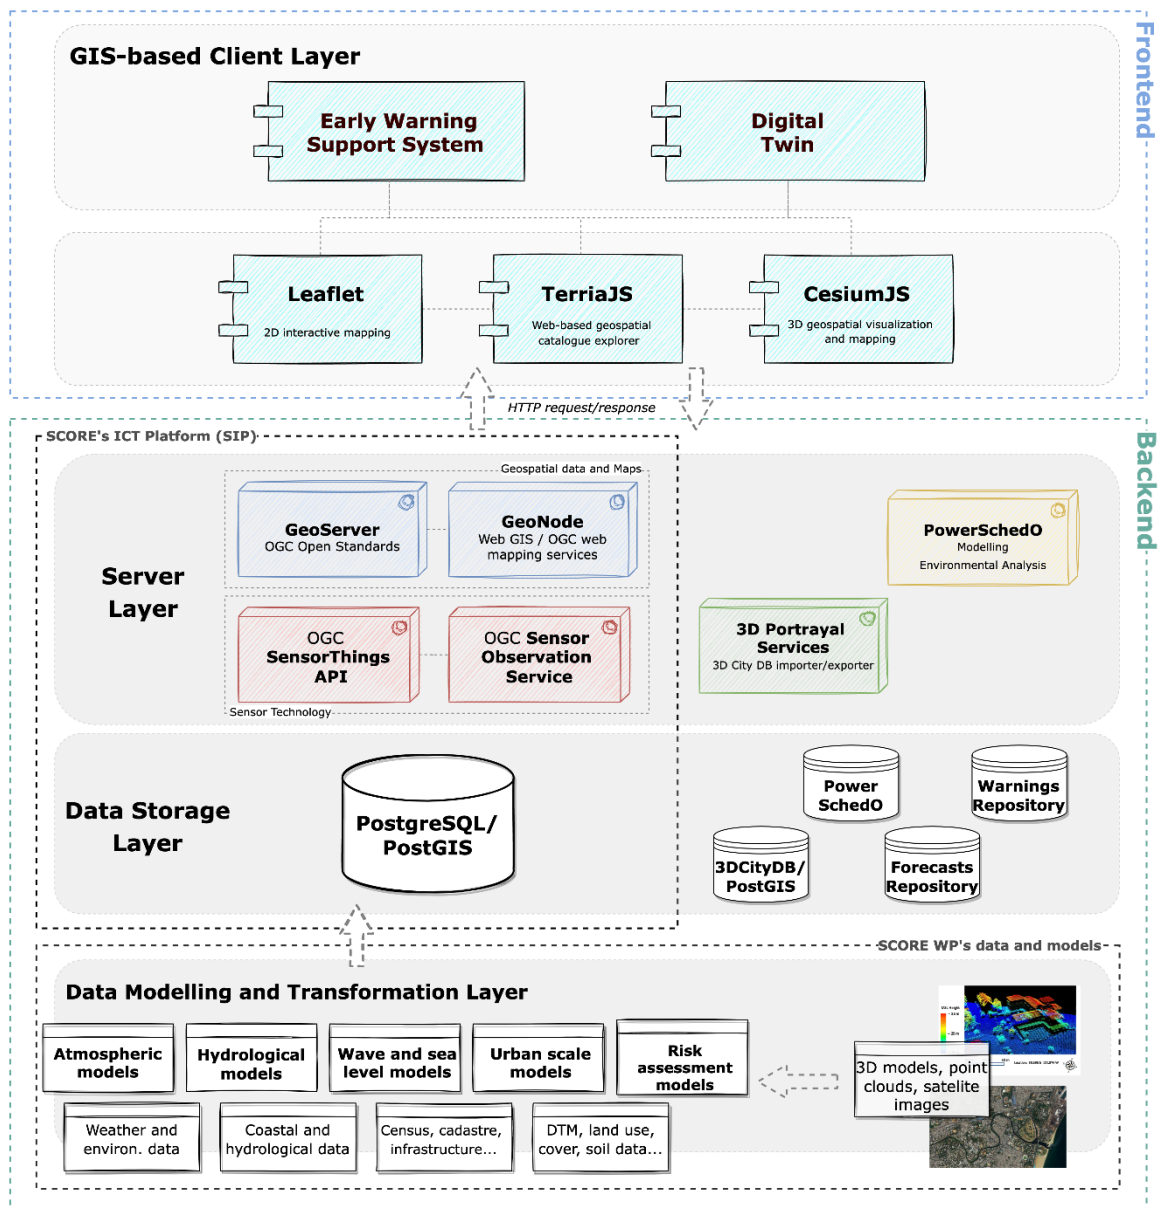 Frontend
GIS-based Client Layer
Early Warning
Support System
Digital
Twin
Leaflet
2D interactive mapping
TerriaJS
Web-based geospatial
catalogue explorer
CesiumJS
3D geospatial visualization
and mapping
HTTP request/response
Backend
SCORE's ICT Platform (SIP)
Geospatial data and Maps
Server
Layer
GeoServer
OGC Open Standards
GeoNode
Web GIS / OGC web
mapping services
PowerSchedO
Modelling
Environmental Analysis
OGC
SensorThings
API
OGC Sensor
Observation
Service
Sensor Technology
3D Portrayal
Services
3D City DB importer/exporter
Data Storage
Layer
PostgreSQL/
PostGIS
Power
SchedO
Warnings
Repository
3DCityDB/
PostGIS
Forecasts
Repository
SCORE WP's data and models
Data Modelling and Transformation Layer
Atmospheric
models
Hydrological
models
Wave and sea
level models
Urban scale
models
Risk
assessment
models
3D models, point
clouds, satelite
images
Weather and
environ. data
Coastal and
hydrological data
Census, cadastre,
infrastructure...
DTM, land use,
cover, soil data...